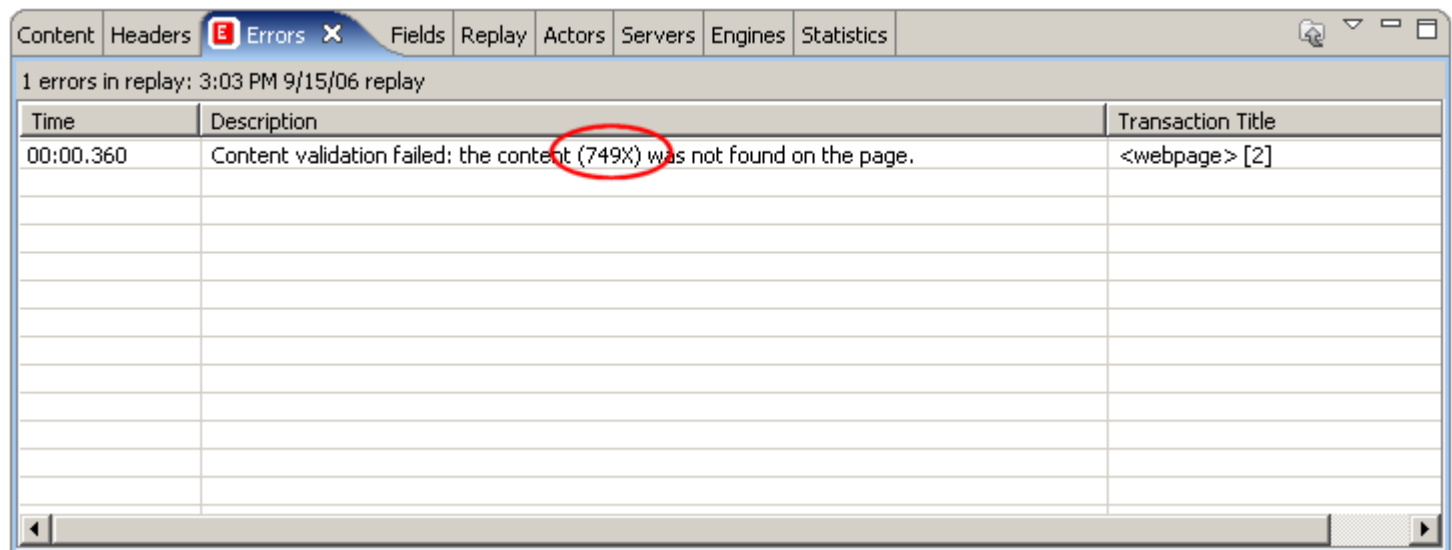 Content Headers E Errors Fields Replay Actors Servers Engines Statistics
1 errors in replay: 3:03 PM 9/15/06 replay
Time Description Transaction Title
00:00.360 Content validation failed: the content (749X) was not found on the page. <webpage> [2]